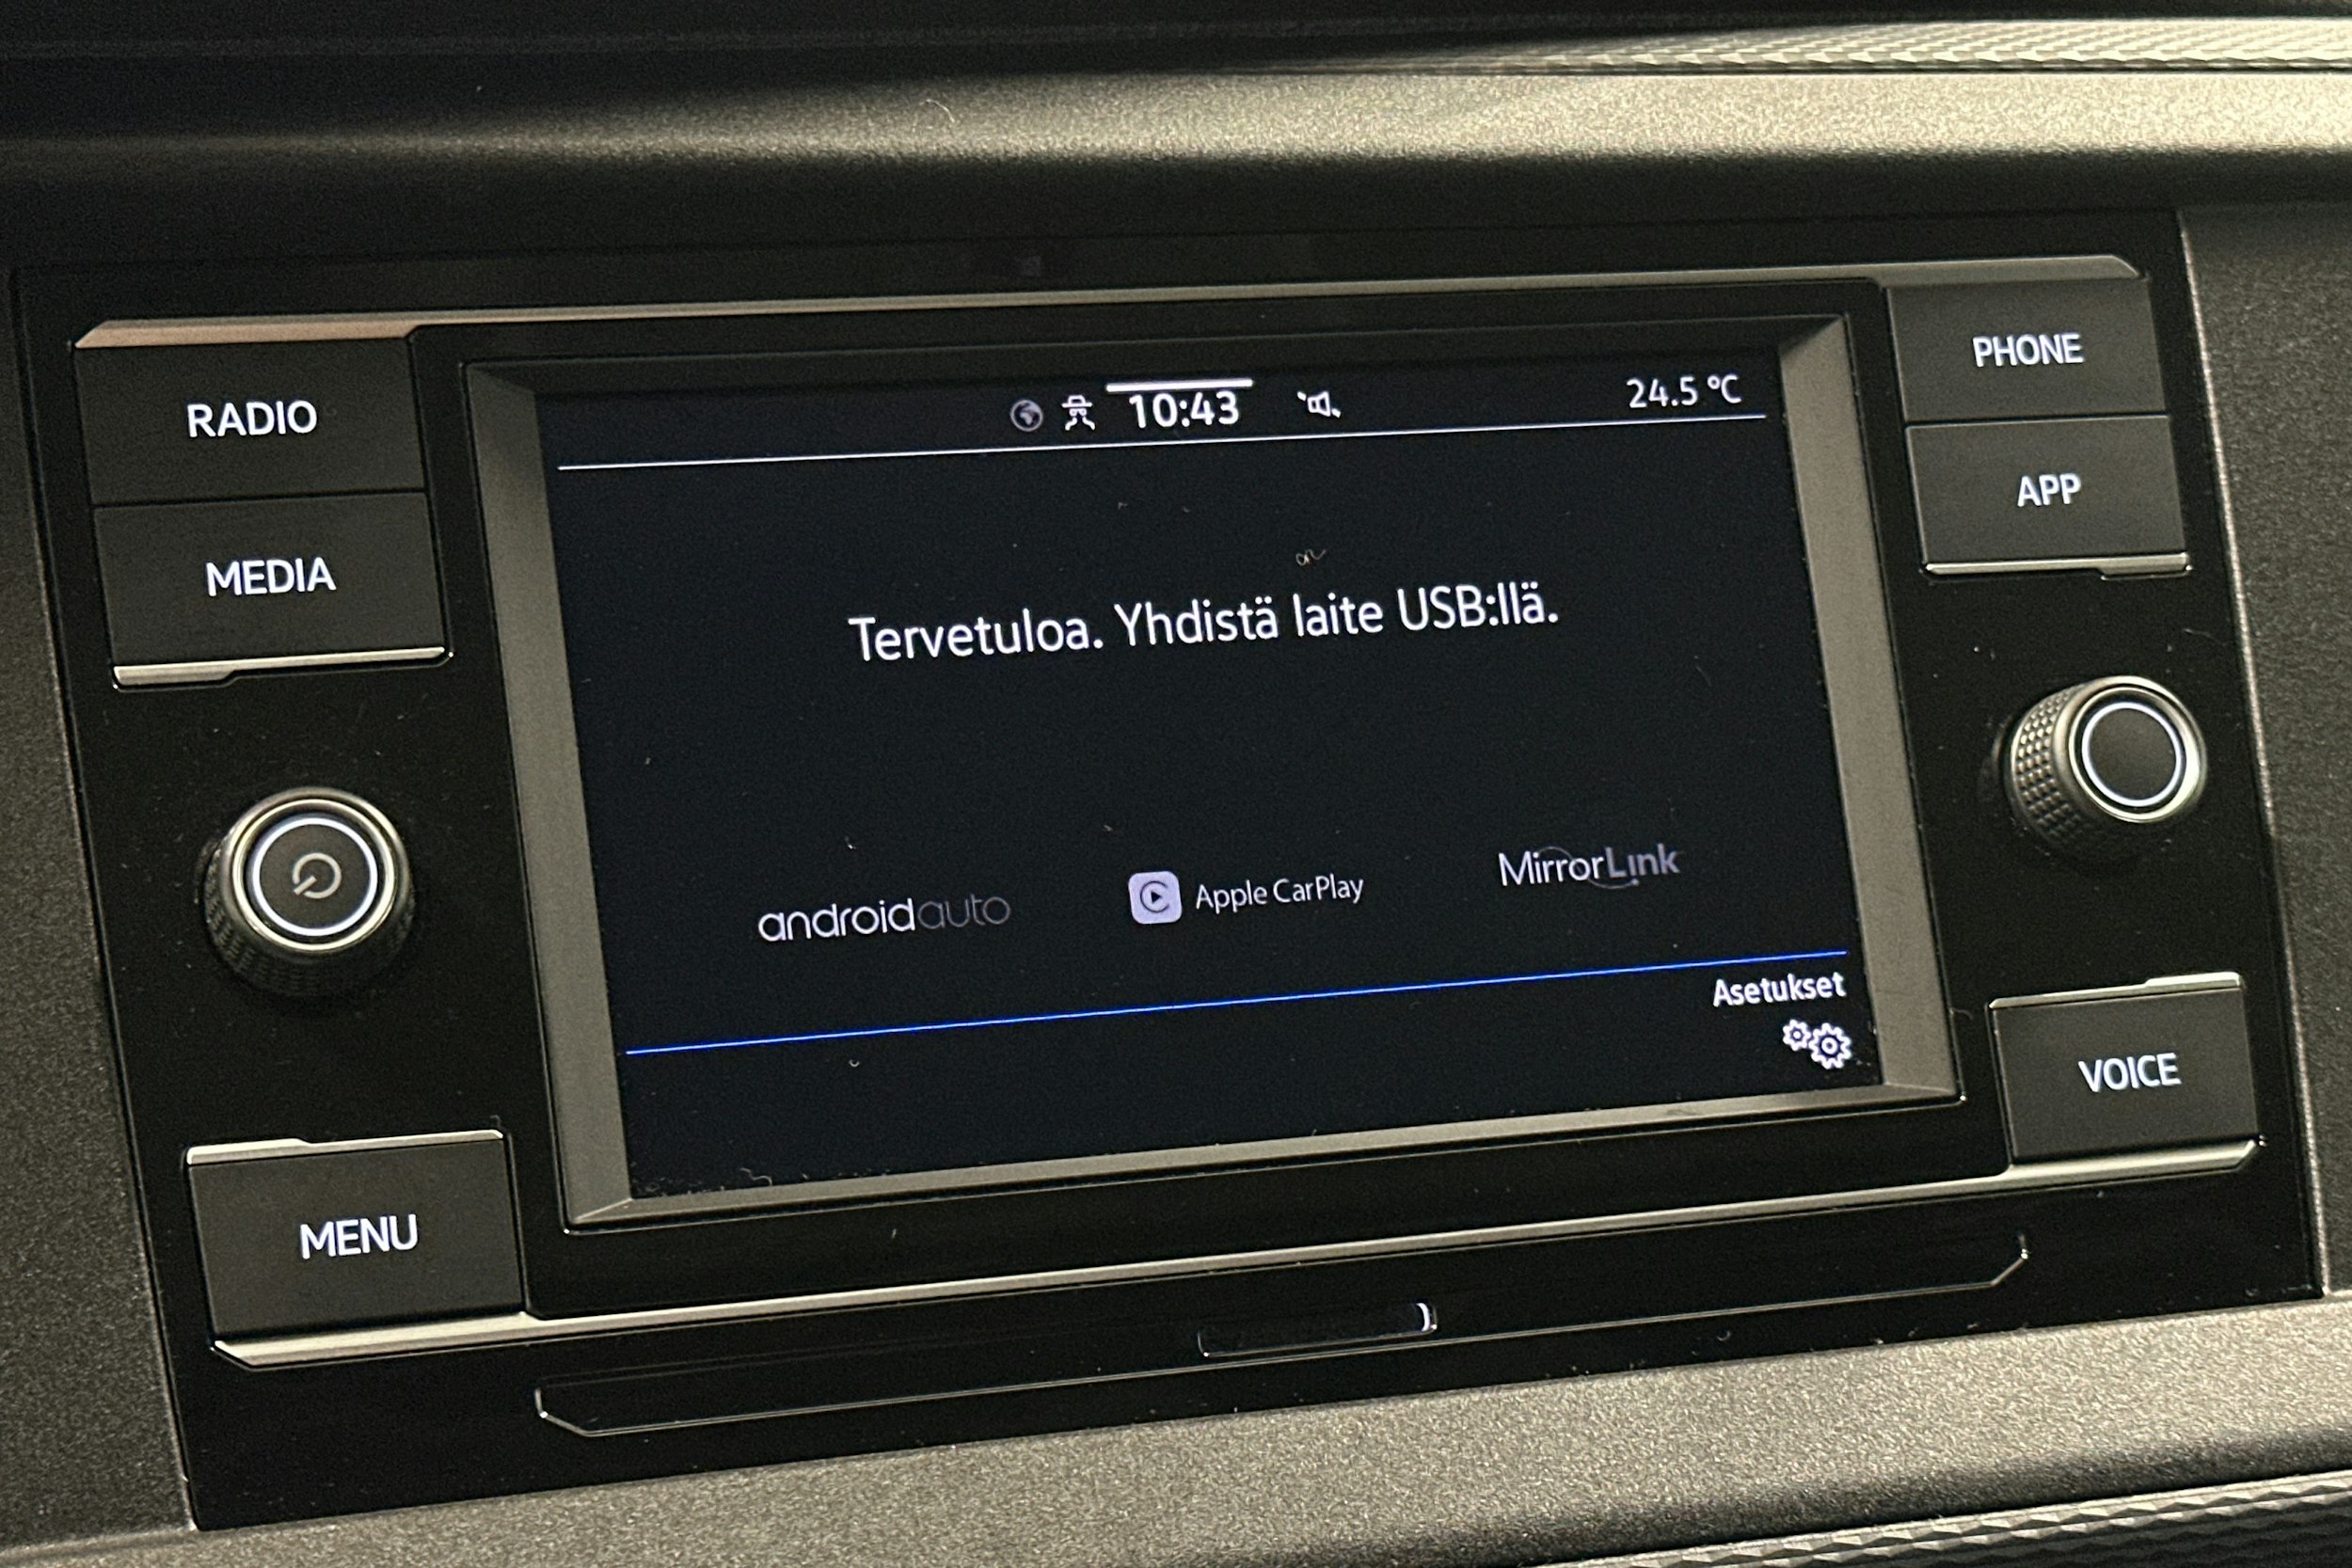 RADIO
MEDIA
MENU
10:43
24.5 °C
Tervetuloa. Yhdistä laite USB:llä.
androidauto
Apple CarPlay
MirrorLink
Asetukset
PHONE
APP
VOICE